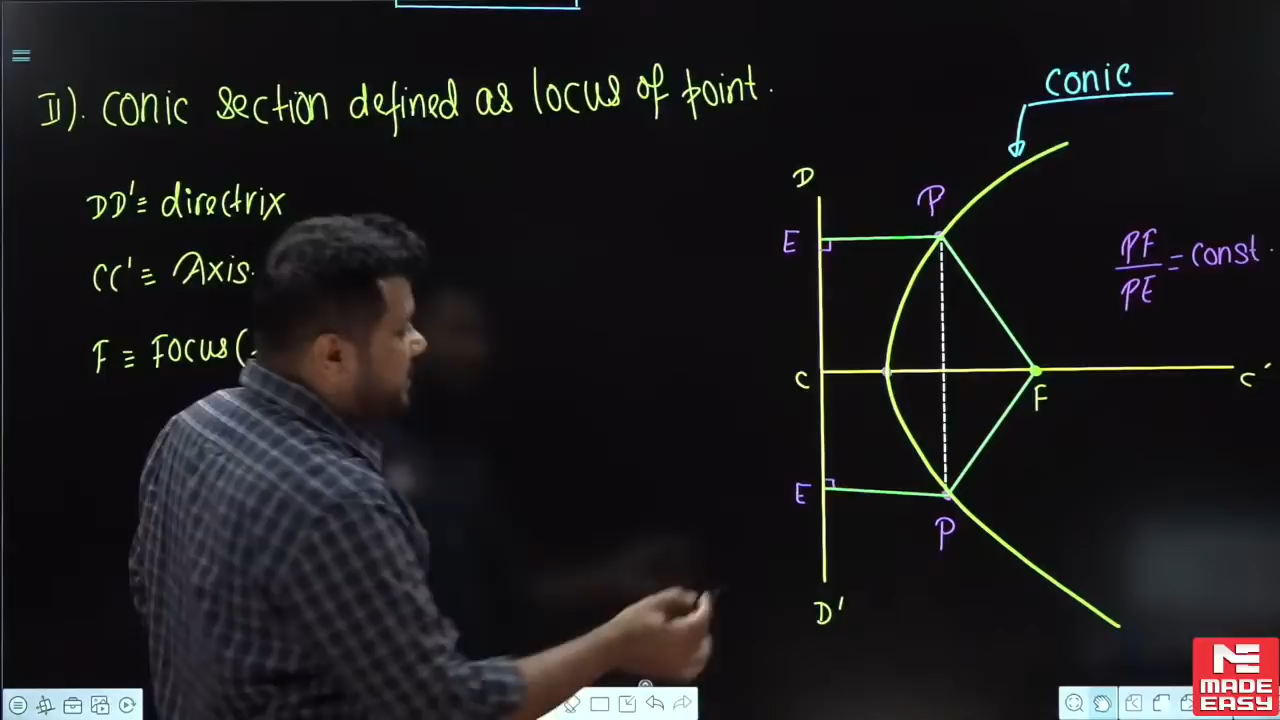 II). conic section defined as locus of point.
DD' ≡ directrix
CC' ≡ Axis.
F ≡ Focus (
conic
D
P
E
PF/PE = const.
C
F
C'
E
P
D'
ME
MADE
EASY